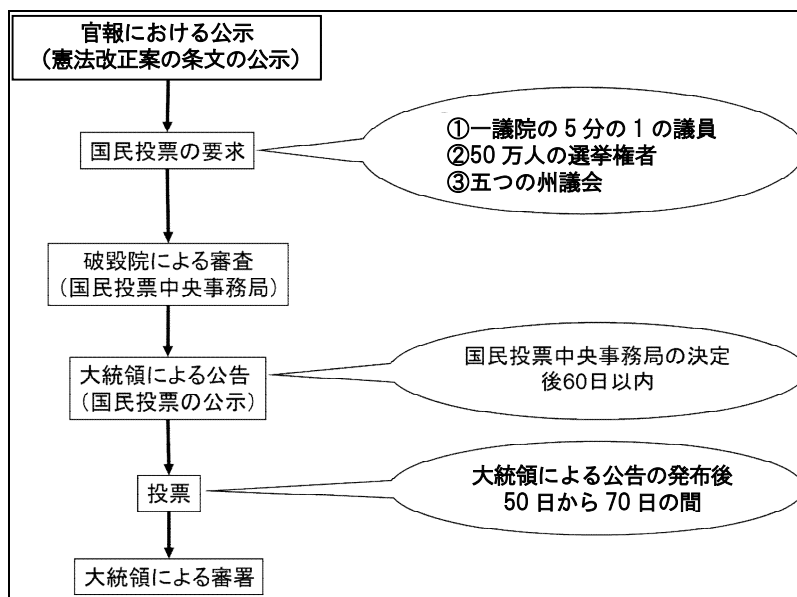 官報における公示
（憲法改正案の条文の公示）
国民投票の要求
①一議院の5分の1の議員
②50万人の選挙権者
③五つの州議会
破毀院による審査
（国民投票中央事務局）
大統領による公告
（国民投票の公示）
国民投票中央事務局の決定
後60日以内
投票
大統領による公告の発布後
50日から70日の間
大統領による審署